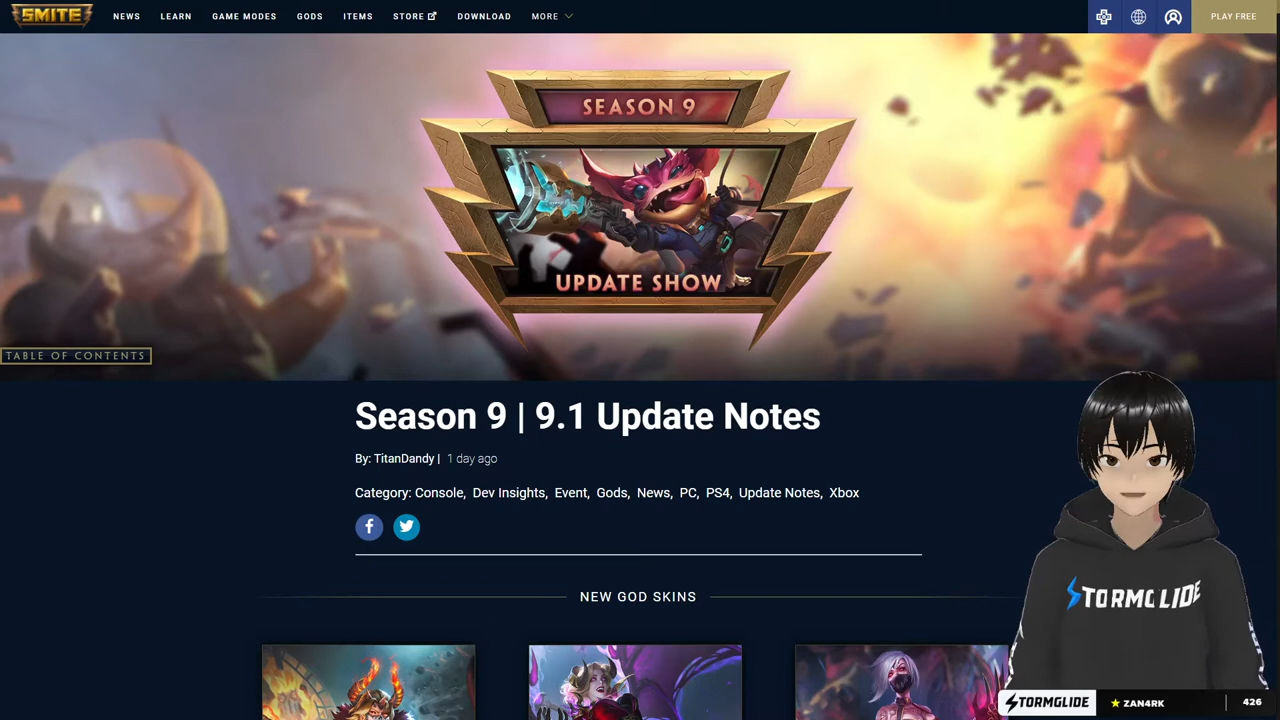 SMITE
NEWS LEARN GAME MODES GODS ITEMS STORE DOWNLOAD MORE
PLAY FREE
SEASON 9
UPDATE SHOW
TABLE OF CONTENTS
Season 9 | 9.1 Update Notes
By: TitanDandy | 1 day ago
Category: Console, Dev Insights, Event, Gods, News, PC, PS4, Update Notes, Xbox
NEW GOD SKINS
STORMGLIDE
STORMGLIDE ZAN4RK 426